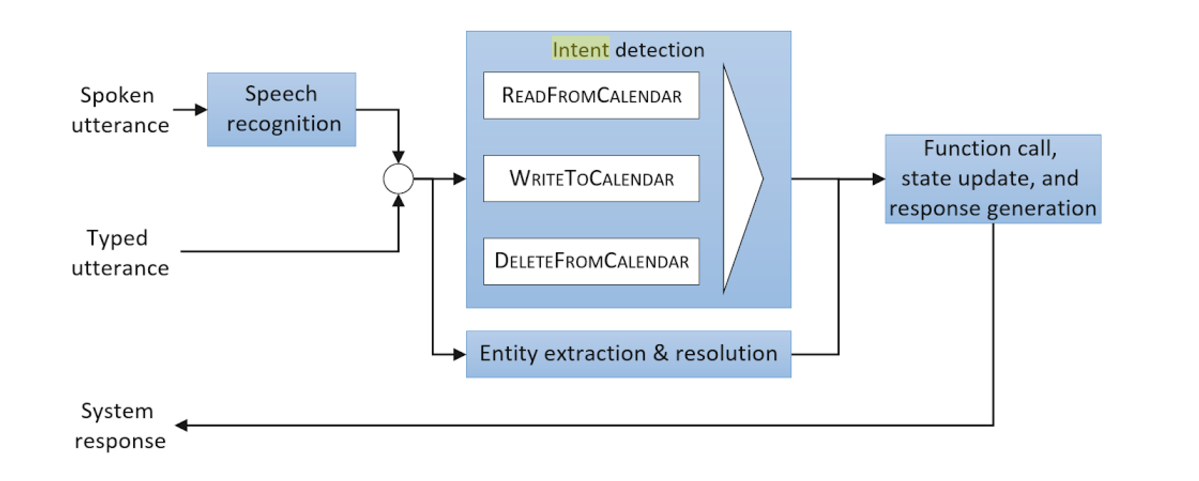 Spoken
utterance
Speech
recognition
Typed
utterance
Intent detection
READFROMCALENDAR
WRITETOCALENDAR
DELETEFROMCALENDAR
Entity extraction & resolution
Function call,
state update, and
response generation
System
response